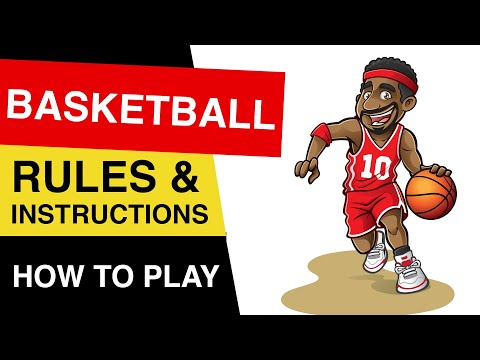 BASKETBALL
RULES &
INSTRUCTIONS
HOW TO PLAY
10